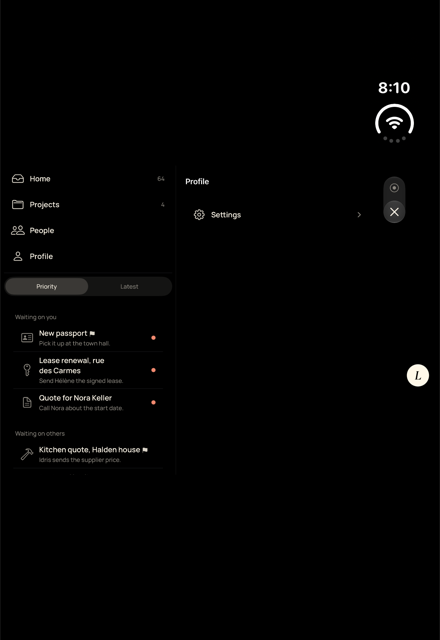 8:10
Home 64
Projects 4
People
Profile
Priority Latest
Waiting on you
New passport
Pick it up at the town hall.
Lease renewal, rue
des Carmes
Send Hélène the signed lease.
Quote for Nora Keller
Call Nora about the start date.
Waiting on others
Kitchen quote, Halden house
Idris sends the supplier price.
Profile
Settings
L